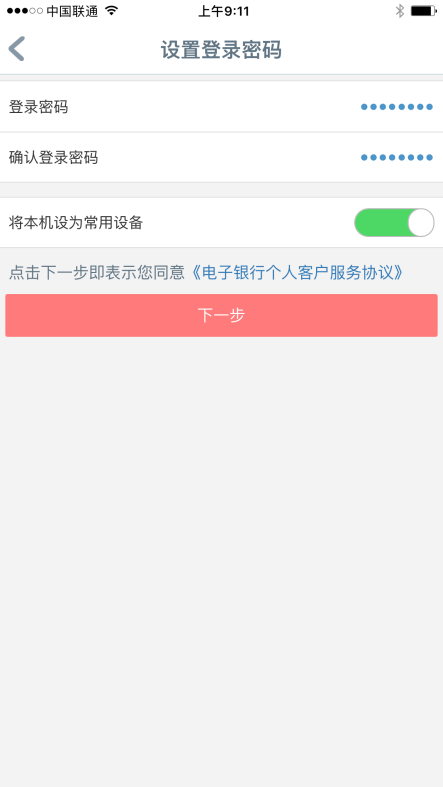 中国联通 上午9:11
设置登录密码
登录密码 ••••••••
确认登录密码 ••••••••
将本机设为常用设备
点击下一步即表示您同意《电子银行个人客户服务协议》
下一步